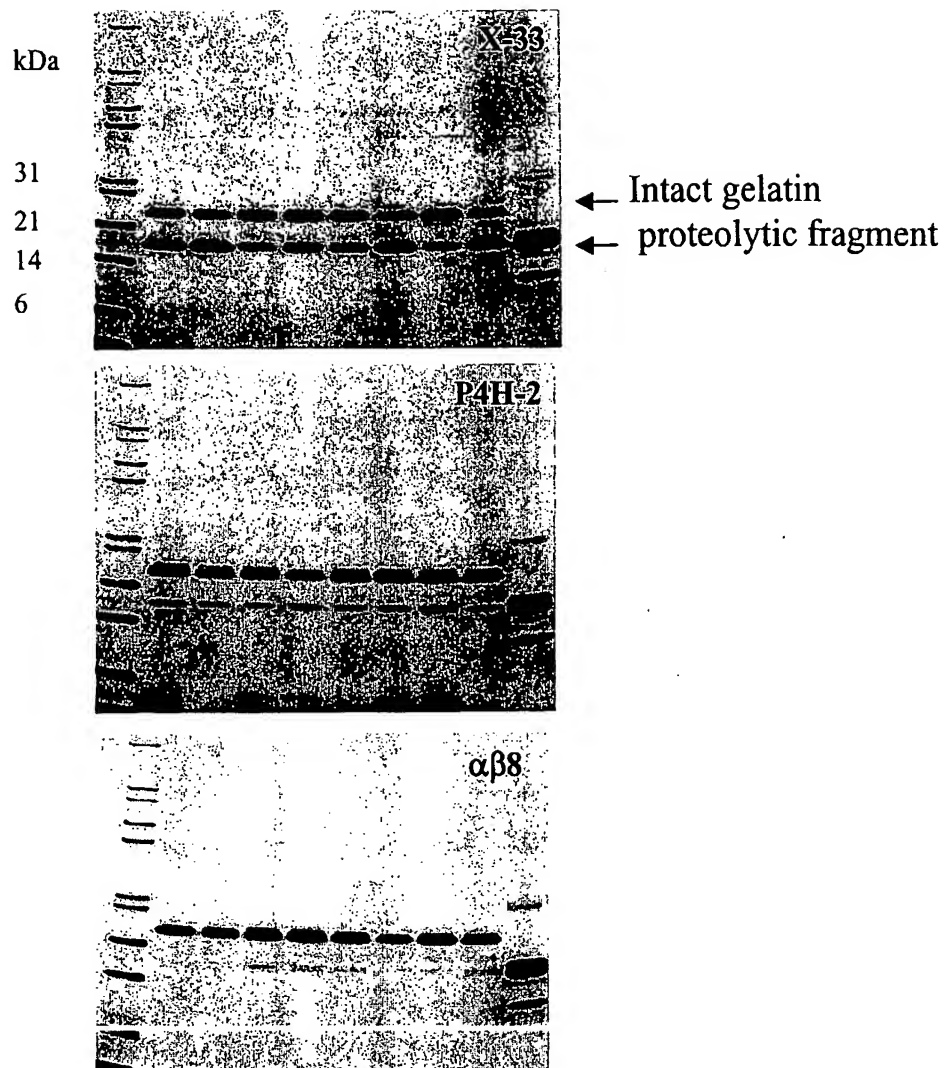 X-33
kDa
31
Intact gelatin
21
proteolytic fragment
14
6
P4H-2
αβ8